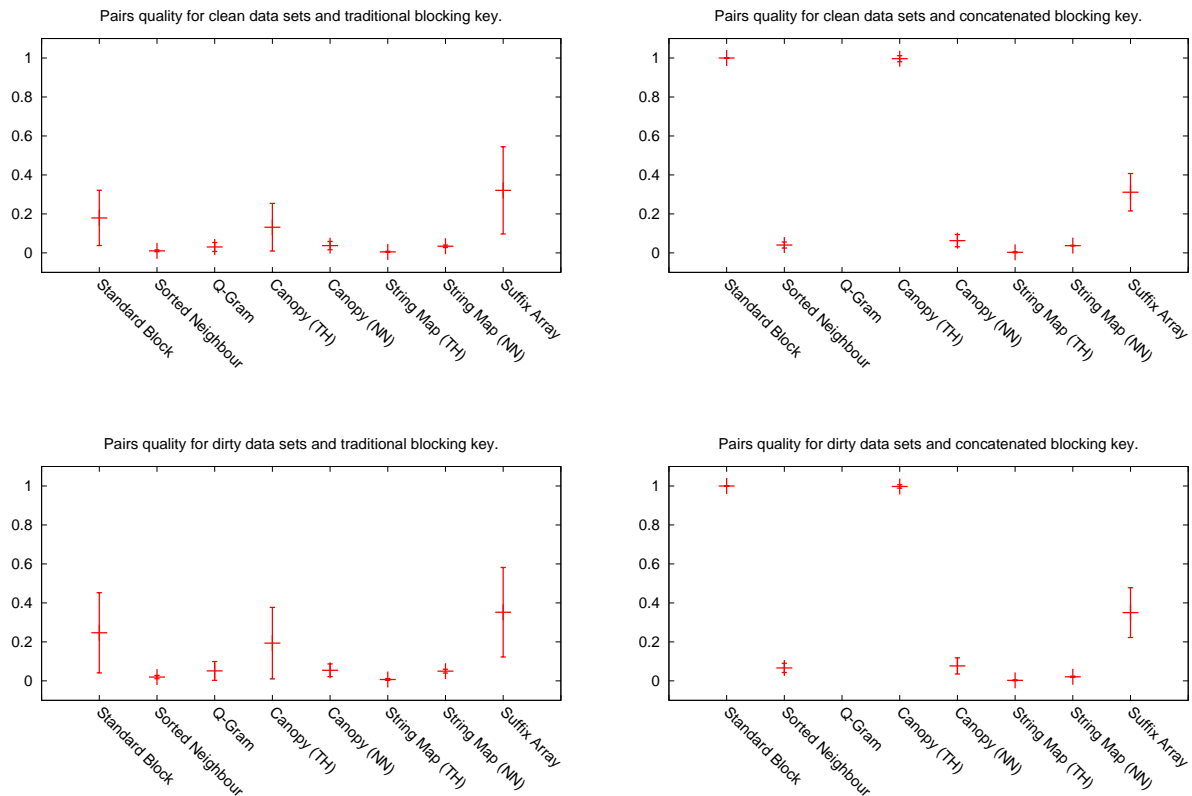 Pairs quality for clean data sets and traditional blocking key.
1
0.8
0.6
0.4
0.2
0
Standard Block
Sorted Neighbour
Q-Gram
Canopy (TH)
Canopy (NN)
String Map (TH)
String Map (NN)
Suffix Array
Pairs quality for clean data sets and concatenated blocking key.
1
0.8
0.6
0.4
0.2
0
Standard Block
Sorted Neighbour
Q-Gram
Canopy (TH)
Canopy (NN)
String Map (TH)
String Map (NN)
Suffix Array
Pairs quality for dirty data sets and traditional blocking key.
1
0.8
0.6
0.4
0.2
0
Standard Block
Sorted Neighbour
Q-Gram
Canopy (TH)
Canopy (NN)
String Map (TH)
String Map (NN)
Suffix Array
Pairs quality for dirty data sets and concatenated blocking key.
1
0.8
0.6
0.4
0.2
0
Standard Block
Sorted Neighbour
Q-Gram
Canopy (TH)
Canopy (NN)
String Map (TH)
String Map (NN)
Suffix Array